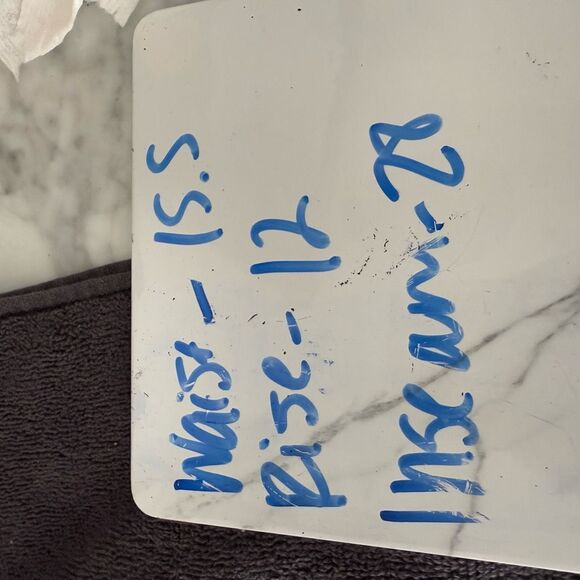 Waist - 15.5
Rise - 12
Inseam - 28